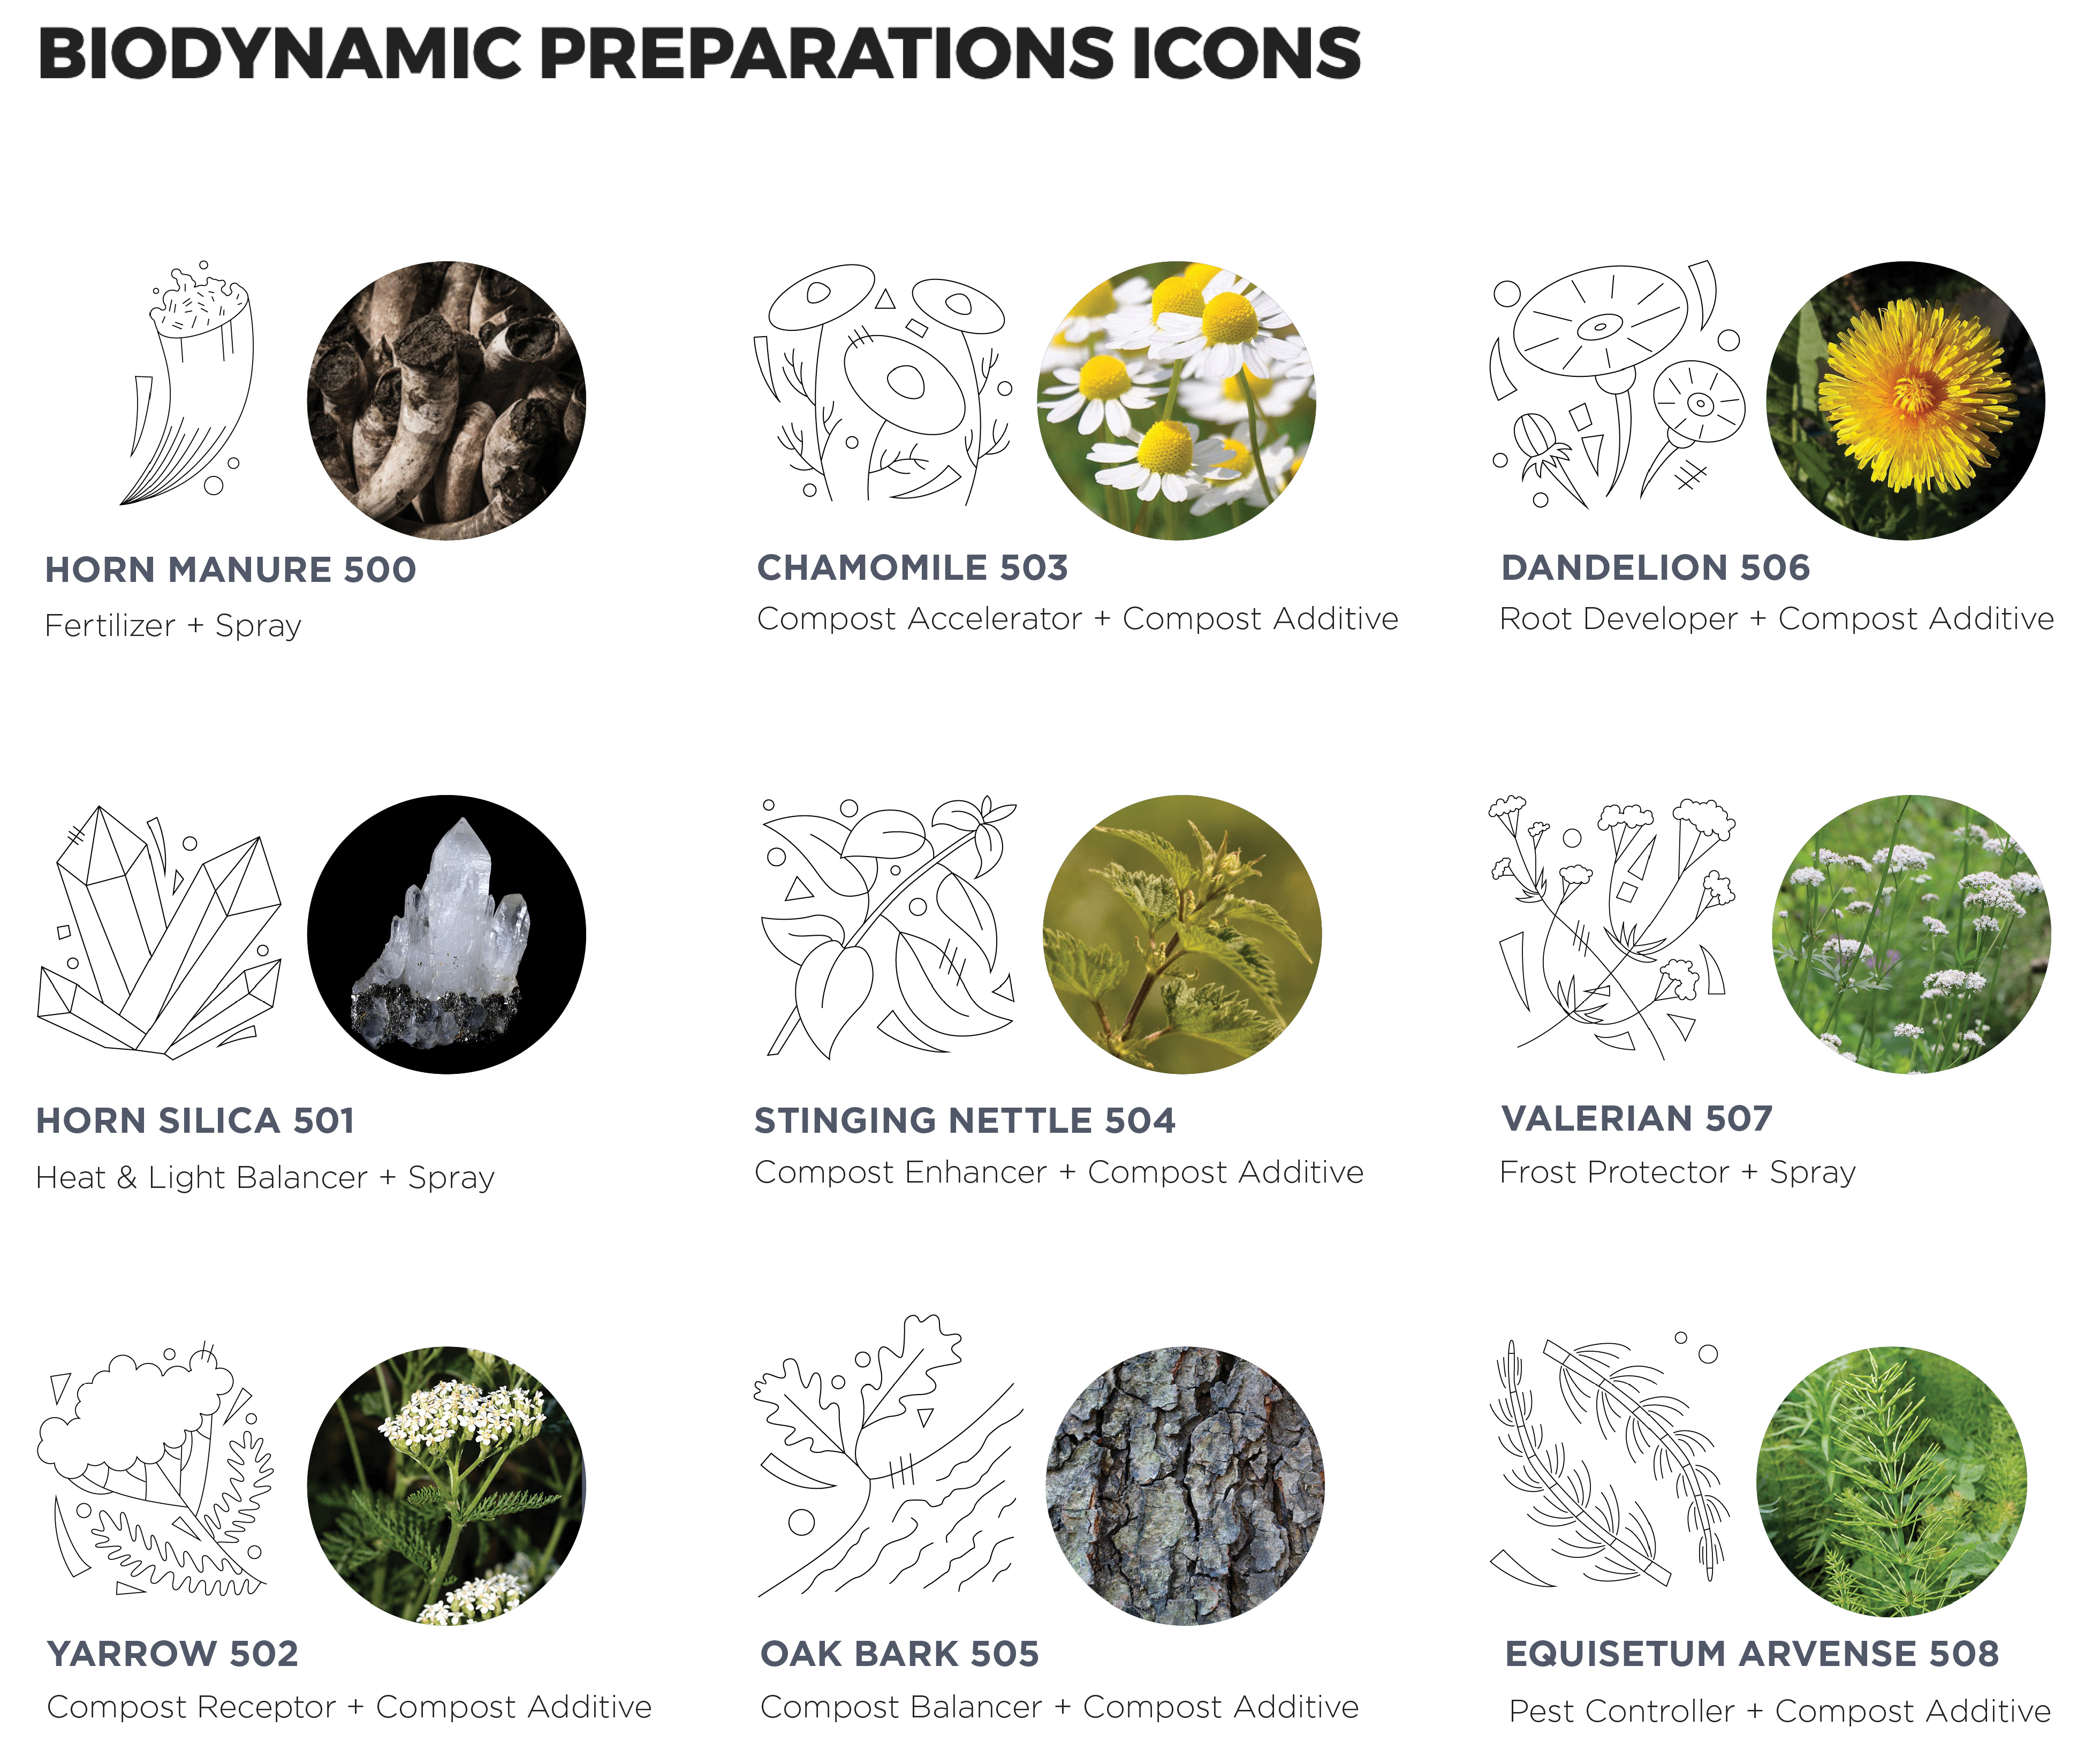 BIODYNAMIC PREPARATIONS ICONS
HORN MANURE 500
Fertilizer + Spray
CHAMOMILE 503
Compost Accelerator + Compost Additive
DANDELION 506
Root Developer + Compost Additive
HORN SILICA 501
Heat & Light Balancer + Spray
STINGING NETTLE 504
Compost Enhancer + Compost Additive
VALERIAN 507
Frost Protector + Spray
YARROW 502
Compost Receptor + Compost Additive
OAK BARK 505
Compost Balancer + Compost Additive
EQUISETUM ARVENSE 508
Pest Controller + Compost Additive